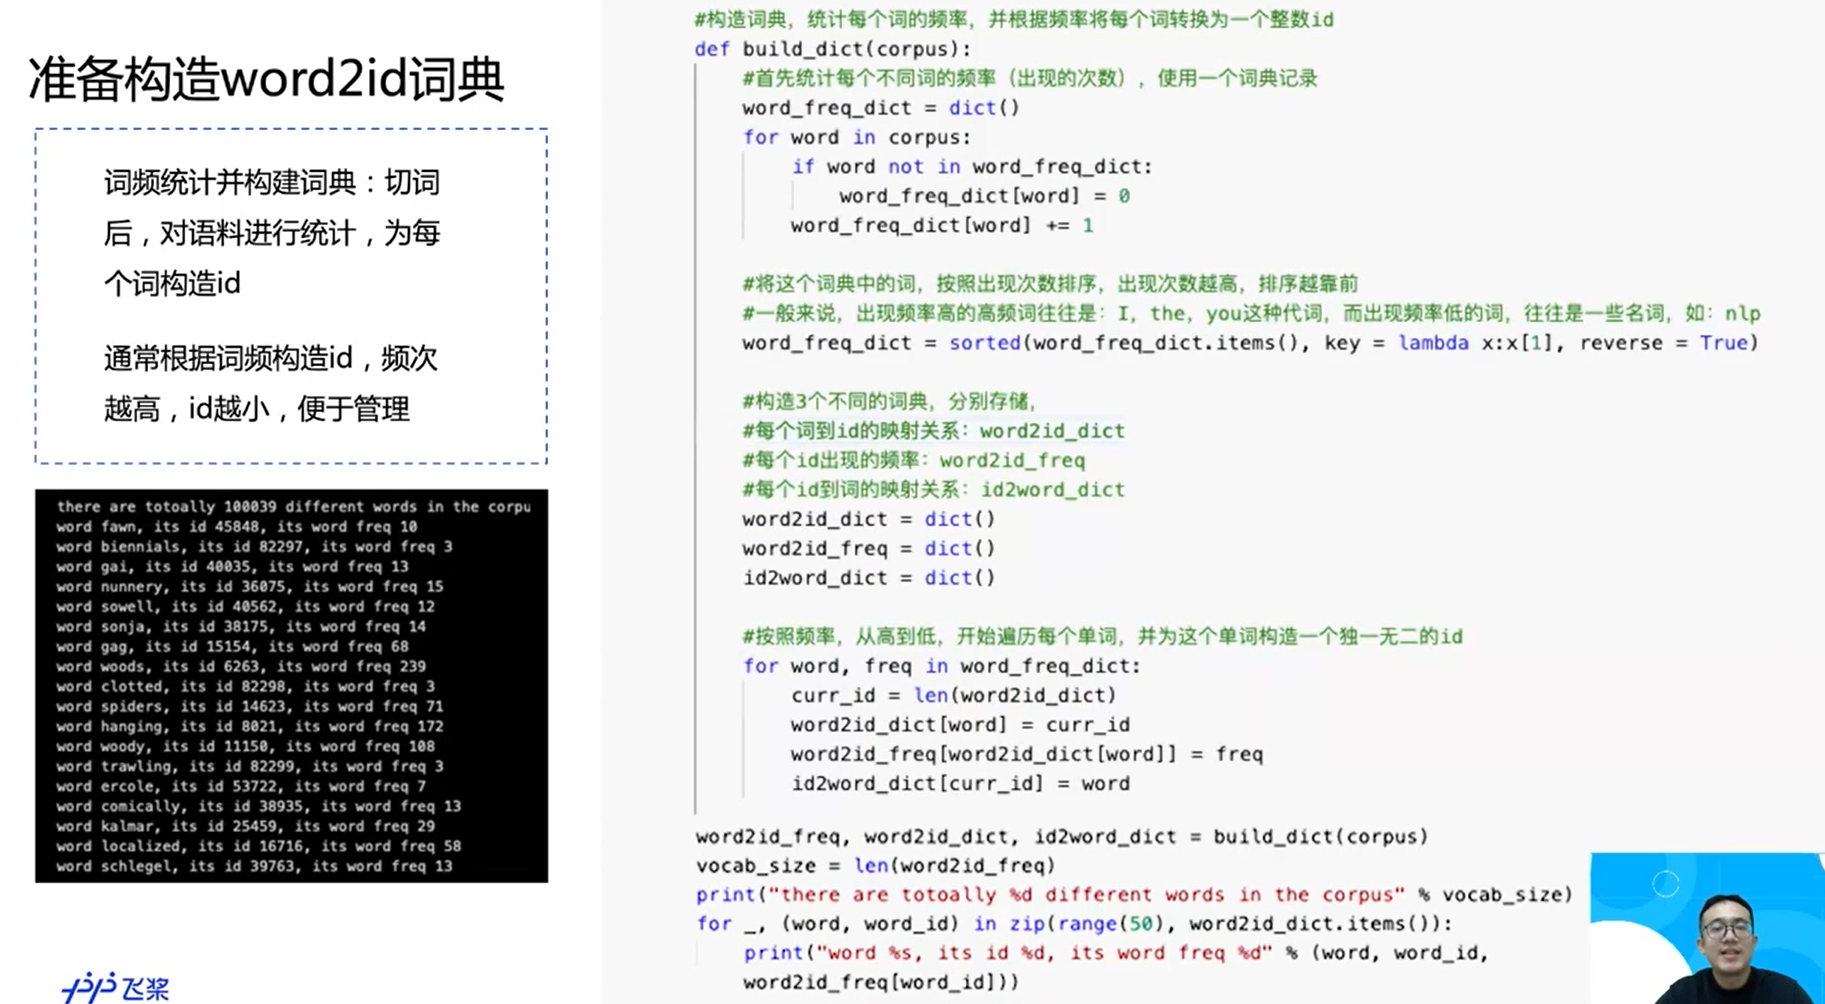 准备构造word2id词典
词频统计并构建词典：切词
后，对语料进行统计，为每
个词构造id
通常根据词频构造id，频次
越高，id越小，便于管理
there are totoally 100039 different words in the corpu
word fawn, its id 45848, its word freq 10
word biennials, its id 82297, its word freq 3
word gai, its id 40035, its word freq 13
word nunnery, its id 36075, its word freq 15
word sowell, its id 40562, its word freq 12
word sonja, its id 38175, its word freq 14
word gag, its id 15154, its word freq 68
word woods, its id 6263, its word freq 239
word clotted, its id 82298, its word freq 3
word spiders, its id 14623, its word freq 71
word hanging, its id 8021, its word freq 172
word woody, its id 11150, its word freq 108
word trawling, its id 82299, its word freq 3
word ercole, its id 53722, its word freq 7
word comically, its id 38935, its word freq 13
word kalmar, its id 25459, its word freq 29
word localized, its id 16716, its word freq 58
word schlegel, its id 39763, its word freq 13
飞桨
#构造词典，统计每个词的频率，并根据频率将每个词转换为一个整数id
def build_dict(corpus):
#首先统计每个不同词的频率（出现的次数），使用一个词典记录
word_freq_dict = dict()
for word in corpus:
if word not in word_freq_dict:
word_freq_dict[word] = 0
word_freq_dict[word] += 1
#将这个词典中的词，按照出现次数排序，出现次数越高，排序越靠前
#一般来说，出现频率高的高频词往往是：I，the，you这种代词，而出现频率低的词，往往是一些名词，如：nlp
word_freq_dict = sorted(word_freq_dict.items(), key = lambda x:x[1], reverse = True)
#构造3个不同的词典，分别存储，
#每个词到id的映射关系：word2id_dict
#每个id出现的频率：word2id_freq
#每个id到词的映射关系：id2word_dict
word2id_dict = dict()
word2id_freq = dict()
id2word_dict = dict()
#按照频率，从高到低，开始遍历每个单词，并为这个单词构造一个独一无二的id
for word, freq in word_freq_dict:
curr_id = len(word2id_dict)
word2id_dict[word] = curr_id
word2id_freq[word2id_dict[word]] = freq
id2word_dict[curr_id] = word
word2id_freq, word2id_dict, id2word_dict = build_dict(corpus)
vocab_size = len(word2id_freq)
print("there are totoally %d different words in the corpus" % vocab_size)
for _, (word, word_id) in zip(range(50), word2id_dict.items()):
print("word %s, its id %d, its word freq %d" % (word, word_id,
word2id_freq[word_id]))